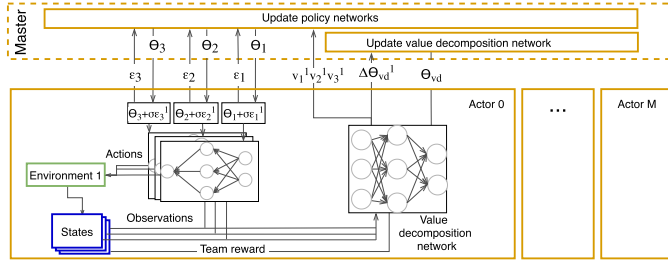 Master
Update policy networks
Update value decomposition network
ε3 Θ3 ε2 Θ2 ε1 Θ1 v₁¹v₂¹v₃¹ ΔΘvd¹ Θvd
Actor 0
...
Actor M
Θ₃+σε₃¹ Θ₂+σε₂¹ Θ₁+σε₁¹
Actions
Environment 1
Observations
States
Team reward
Value
decomposition
network